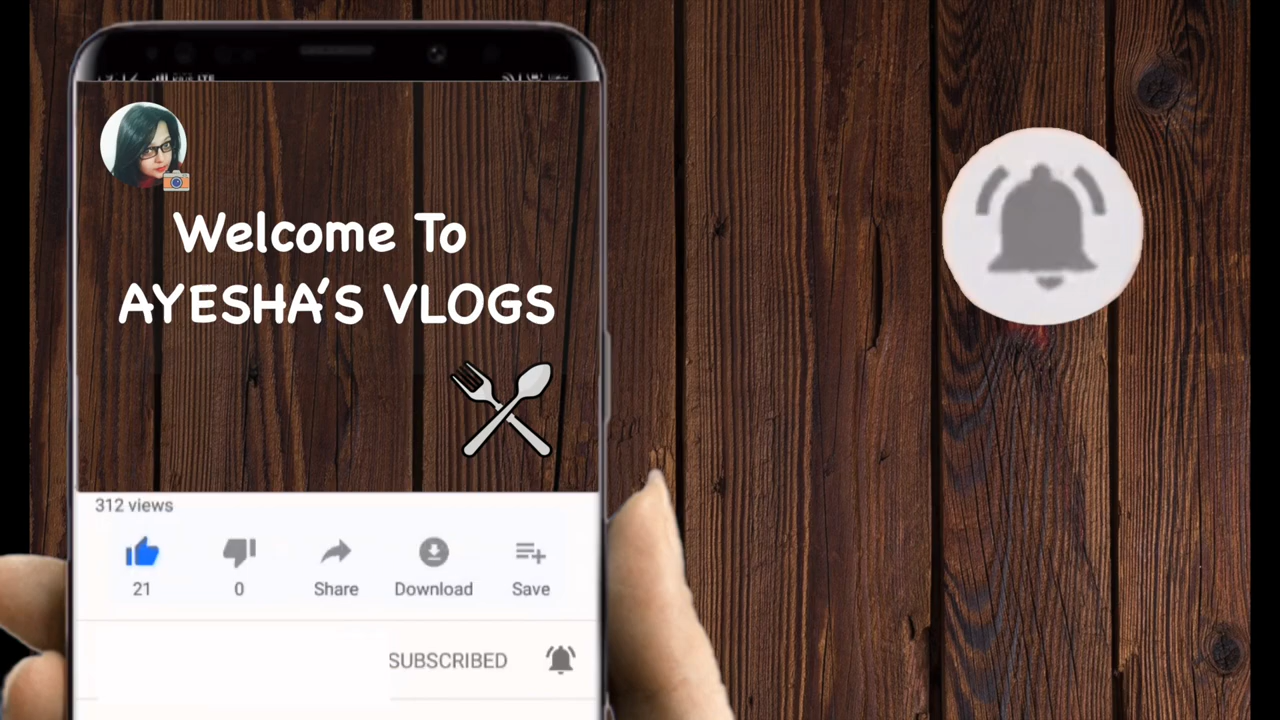 Welcome To
AYESHA'S VLOGS
312 views
21
0
Share
Download
Save
SUBSCRIBED